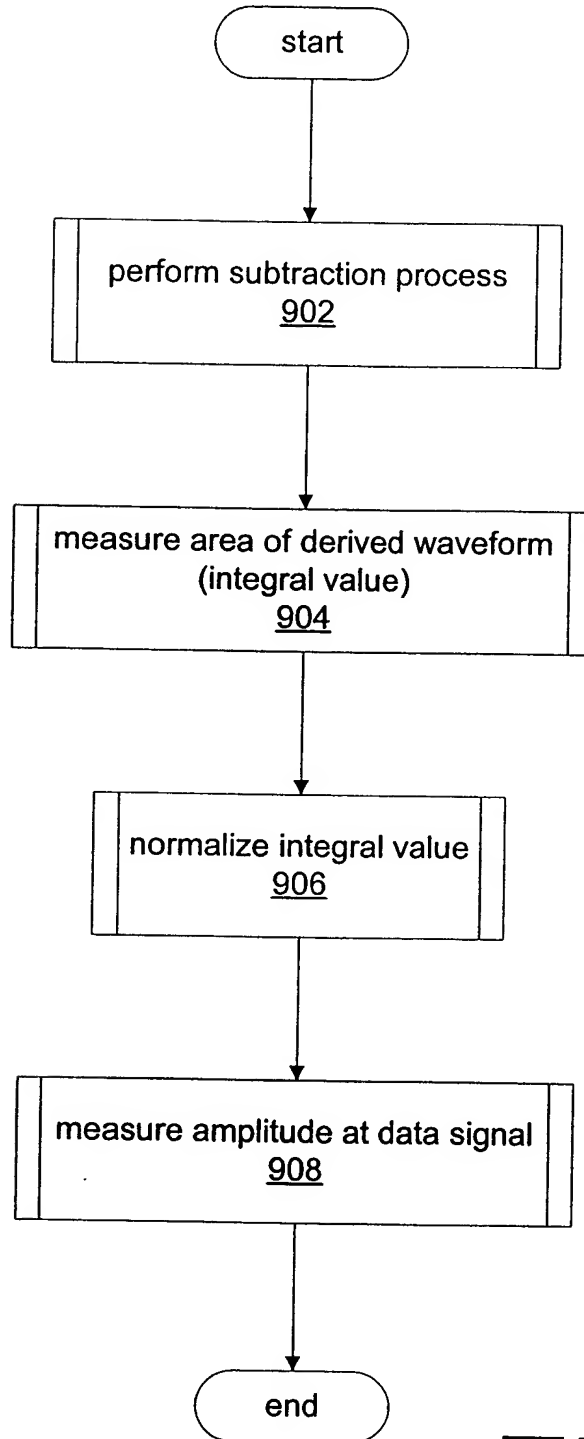 start
perform subtraction process
902
measure area of derived waveform
(integral value)
904
normalize integral value
906
measure amplitude at data signal
908
end